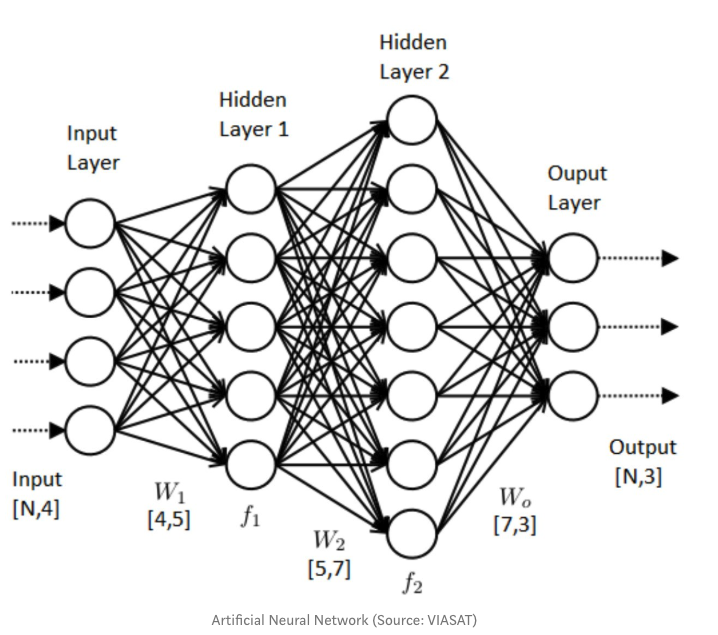 Hidden
Layer 2
Hidden
Layer 1
Input
Layer
Ouput
Layer
Input
[N,4]
W₁
[4,5]
f₁
W₂
[5,7]
f₂
Wₒ
[7,3]
Output
[N,3]
Artificial Neural Network (Source: VIASAT)